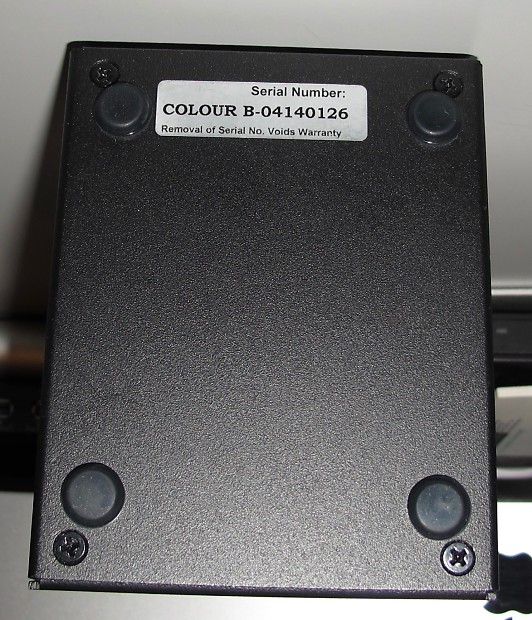 Serial Number:
COLOUR B-04140126
Removal of Serial No. Voids Warranty